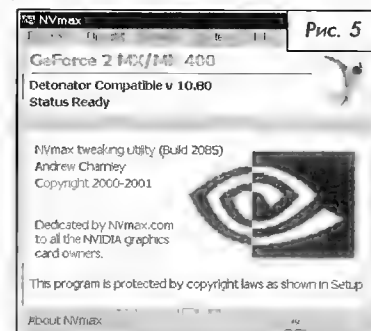 NVmax
Рис. 5
GeForce 2 MX/MX 400
Detonator Compatible v 10.80
Status Ready
NVmax tweaking utility (Build 2085)
Andrew Charnley
Copyright 2000-2001
Dedicated by NVmax.com
to all the NVIDIA graphics
card owners.
This program is protected by copyright laws as shown in Setup
About NVmax